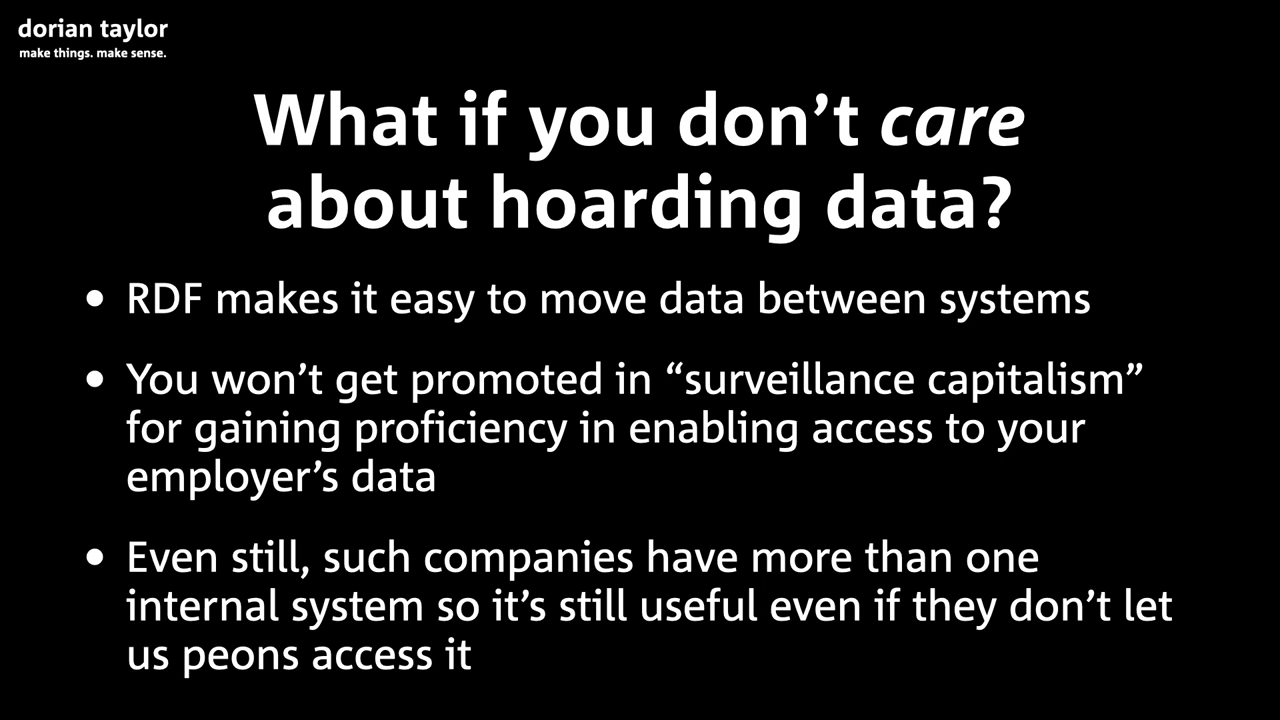 dorian taylor
make things. make sense.
What if you don’t care
about hoarding data?
• RDF makes it easy to move data between systems
• You won’t get promoted in “surveillance capitalism”
for gaining proficiency in enabling access to your
employer’s data
• Even still, such companies have more than one
internal system so it’s still useful even if they don’t let
us peons access it